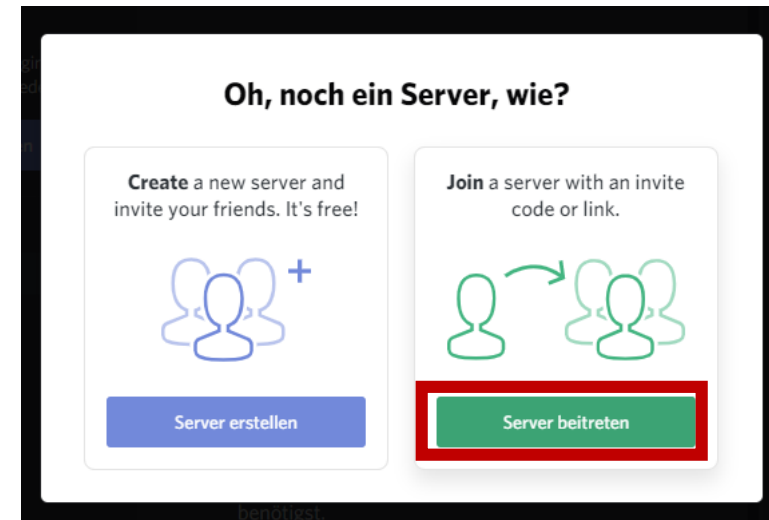 Oh, noch ein Server, wie?
Create a new server and
invite your friends. It's free!
Join a server with an invite
code or link.
Server erstellen
Server beitreten
benötigst.